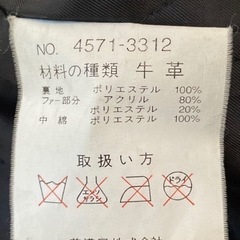 NO. 4571-3312
材料の種類 牛革
裏地 ポリエステル 100%
ファー部分 アクリル 80%
ポリエステル 20%
中綿 ポリエステル 100%
取扱い方
エンソ
サラシ
ドライ